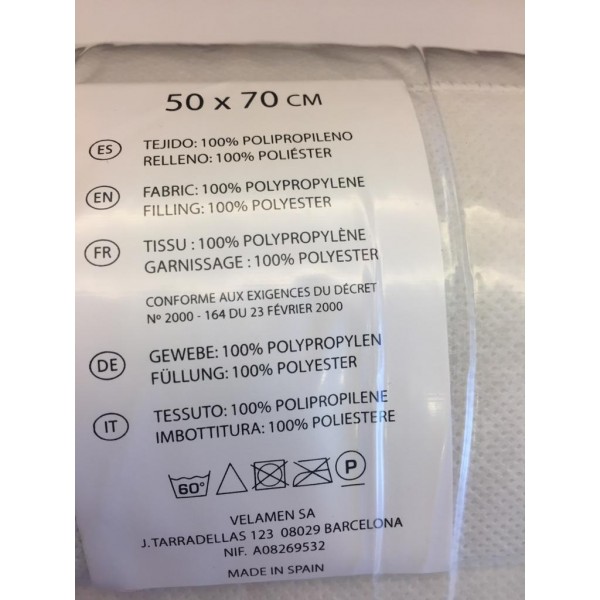 50 x 70 CM
ES
TEJIDO: 100% POLIPROPILENO
RELLENO: 100% POLIÉSTER
EN
FABRIC: 100% POLYPROPYLENE
FILLING: 100% POLYESTER
FR
TISSU : 100% POLYPROPYLÈNE
GARNISSAGE : 100% POLYESTER
CONFORME AUX EXIGENCES DU DÉCRET
Nº 2000 - 164 DU 23 FÉVRIER 2000
DE
GEWEBE: 100% POLYPROPYLEN
FÜLLUNG: 100% POLYESTER
IT
TESSUTO: 100% POLIPROPILENE
IMBOTTITURA: 100% POLIESTERE
60° P
VELAMEN SA
J.TARRADELLAS 123 08029 BARCELONA
NIF. A08269532
MADE IN SPAIN